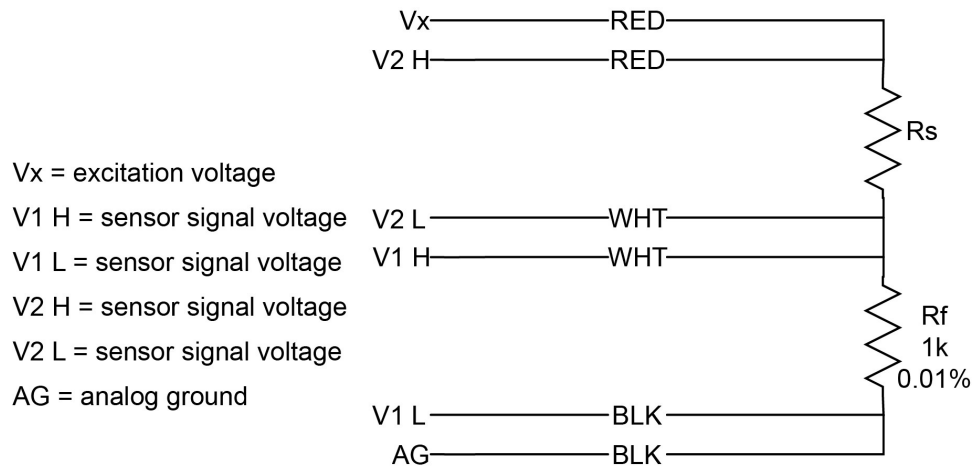 Vx RED
V2 H RED
Rs
Vx = excitation voltage
V1 H = sensor signal voltage
V1 L = sensor signal voltage
V2 H = sensor signal voltage
V2 L = sensor signal voltage
AG = analog ground
V2 L WHT
V1 H WHT
Rf
1k
0.01%
V1 L BLK
AG BLK